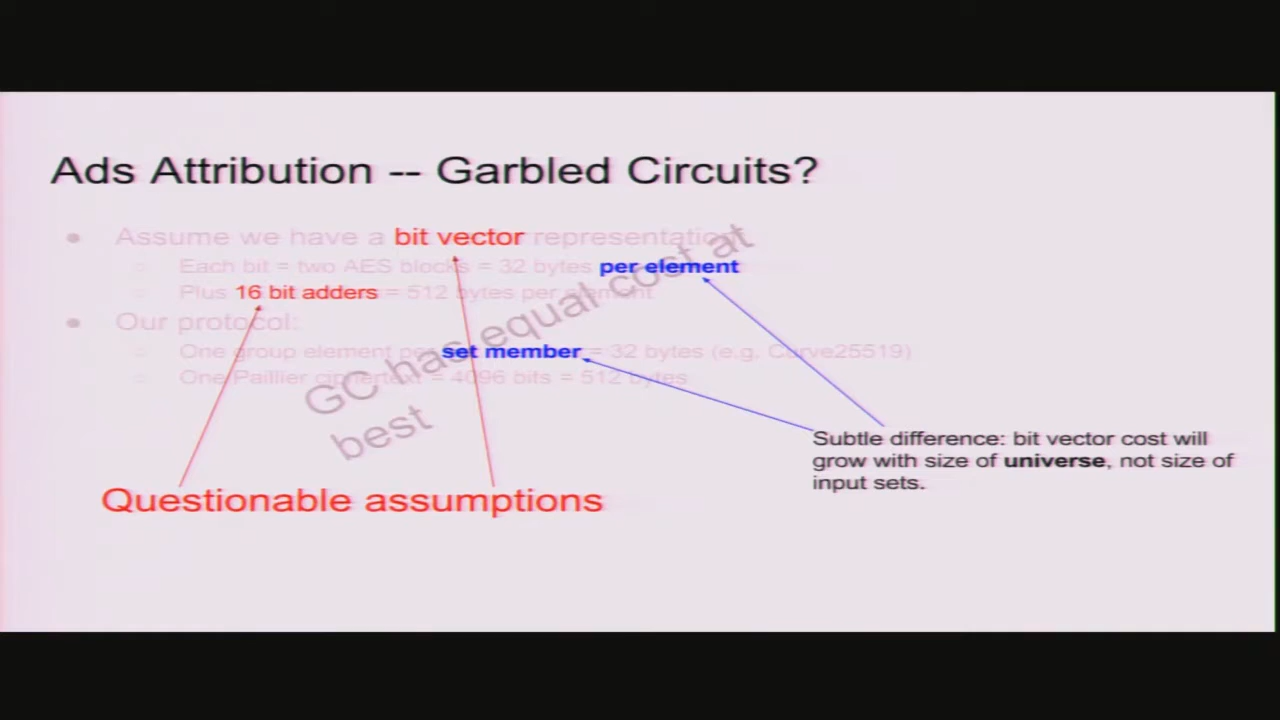 Ads Attribution -- Garbled Circuits?
Assume we have a bit vector representation
Each bit = two AES blocks = 32 bytes per element
Plus 16 bit adders = 512 bytes per element
Our protocol:
One group element per set member = 32 bytes (e.g. Curve25519)
One Paillier ciphertext = 4096 bits = 512 bytes
GC has equal cost at
best
Subtle difference: bit vector cost will
grow with size of universe, not size of
input sets.
Questionable assumptions